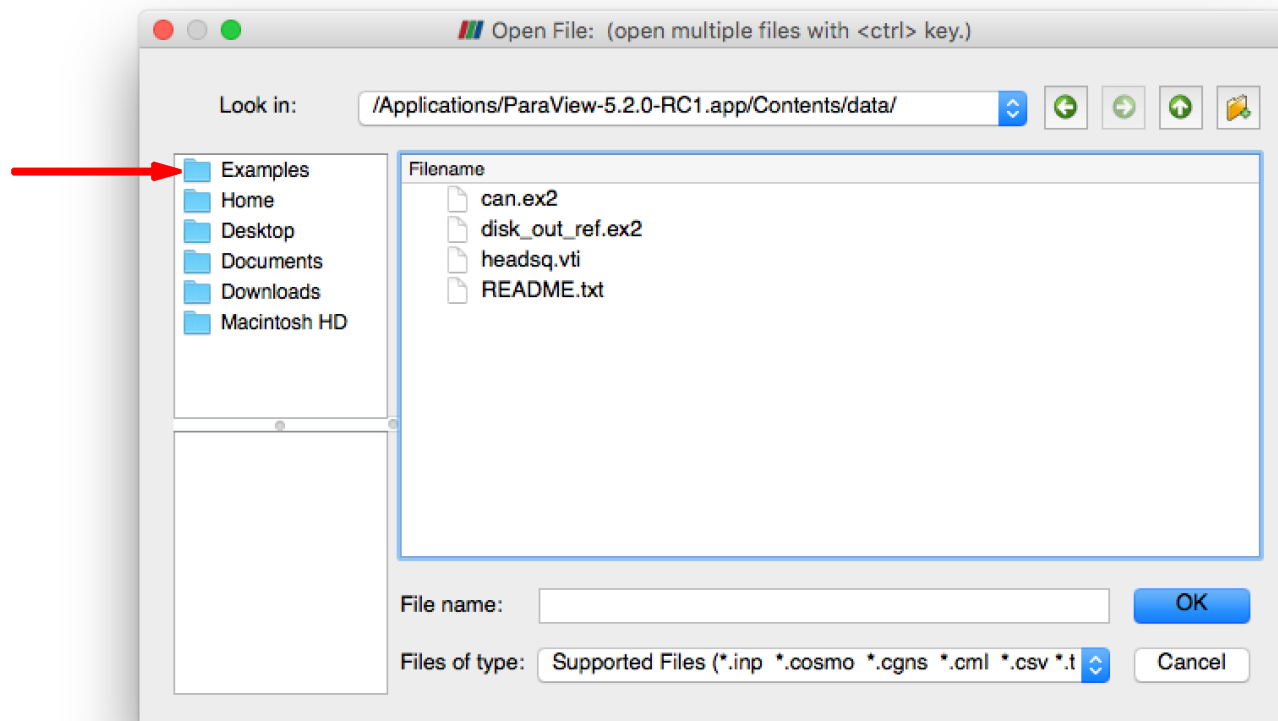 Open File:  (open multiple files with <ctrl> key.)
Look in: /Applications/ParaView-5.2.0-RC1.app/Contents/data/
Examples
Home
Desktop
Documents
Downloads
Macintosh HD
Filename
can.ex2
disk_out_ref.ex2
headsq.vti
README.txt
File name: OK
Files of type: Supported Files (*.inp *.cosmo *.cgns *.cml *.csv *.t Cancel